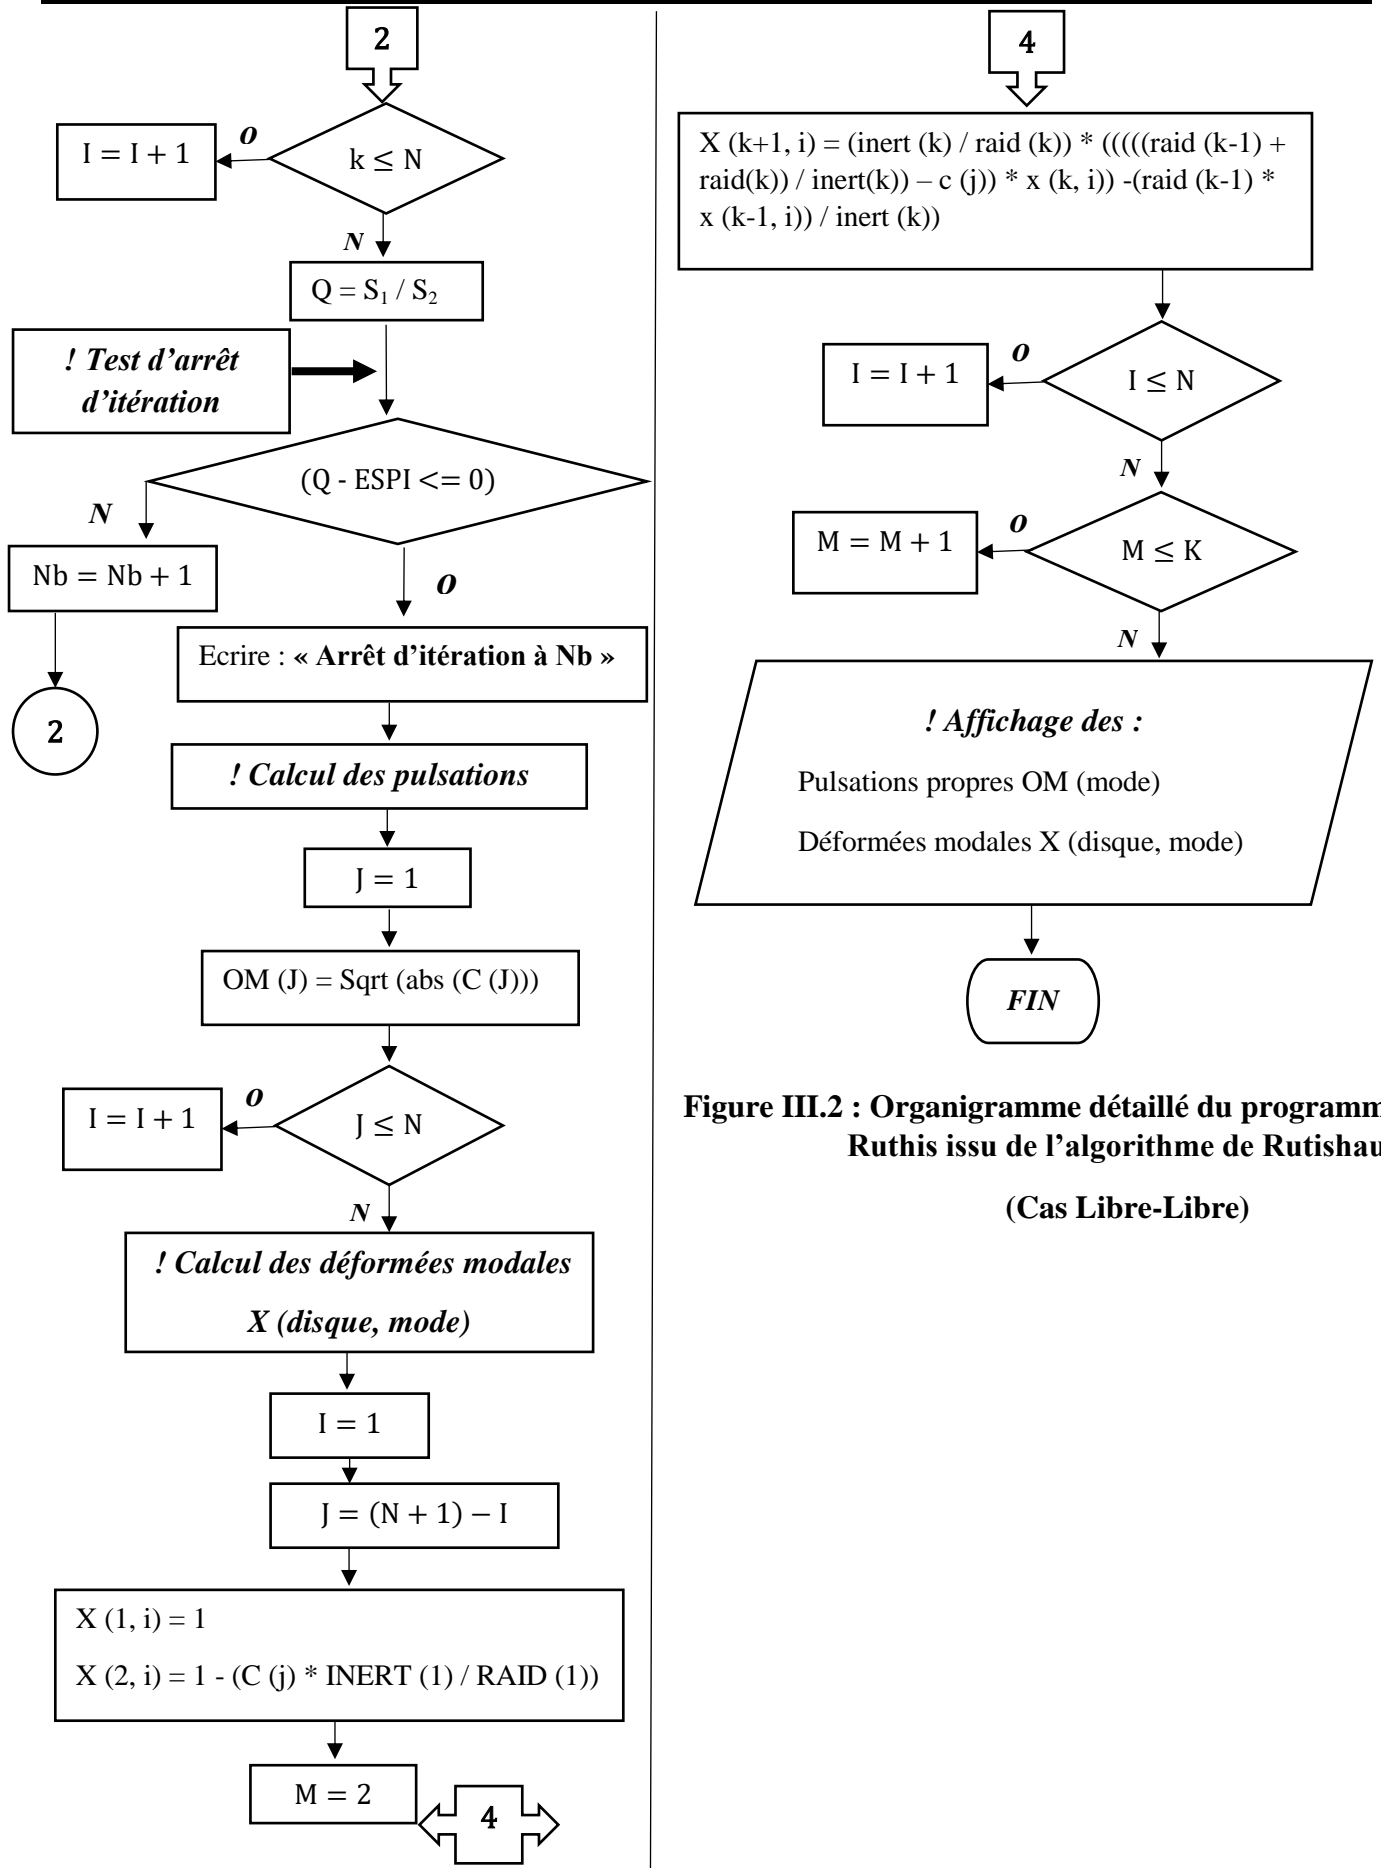 2
k ≤ N
O
I = I + 1
N
Q = S₁ / S₂
! Test d’arrêt
d’itération
(Q - ESPI <= 0)
N
Nb = Nb + 1
2
O
Ecrire : « Arrêt d’itération à Nb »
! Calcul des pulsations
J = 1
OM (J) = Sqrt (abs (C (J)))
J ≤ N
O
I = I + 1
N
! Calcul des déformées modales
X (disque, mode)
I = 1
J = (N + 1) − I
X (1, i) = 1
X (2, i) = 1 - (C (j) * INERT (1) / RAID (1))
M = 2
4
4
X (k+1, i) = (inert (k) / raid (k)) * (((((raid (k-1) +
raid(k)) / inert(k)) – c (j)) * x (k, i)) -(raid (k-1) *
x (k-1, i)) / inert (k))
I ≤ N
O
I = I + 1
N
M ≤ K
O
M = M + 1
N
! Affichage des :
Pulsations propres OM (mode)
Déformées modales X (disque, mode)
FIN
Figure III.2 : Organigramme détaillé du program
Ruthis issu de l’algorithme de Rutishau
(Cas Libre-Libre)